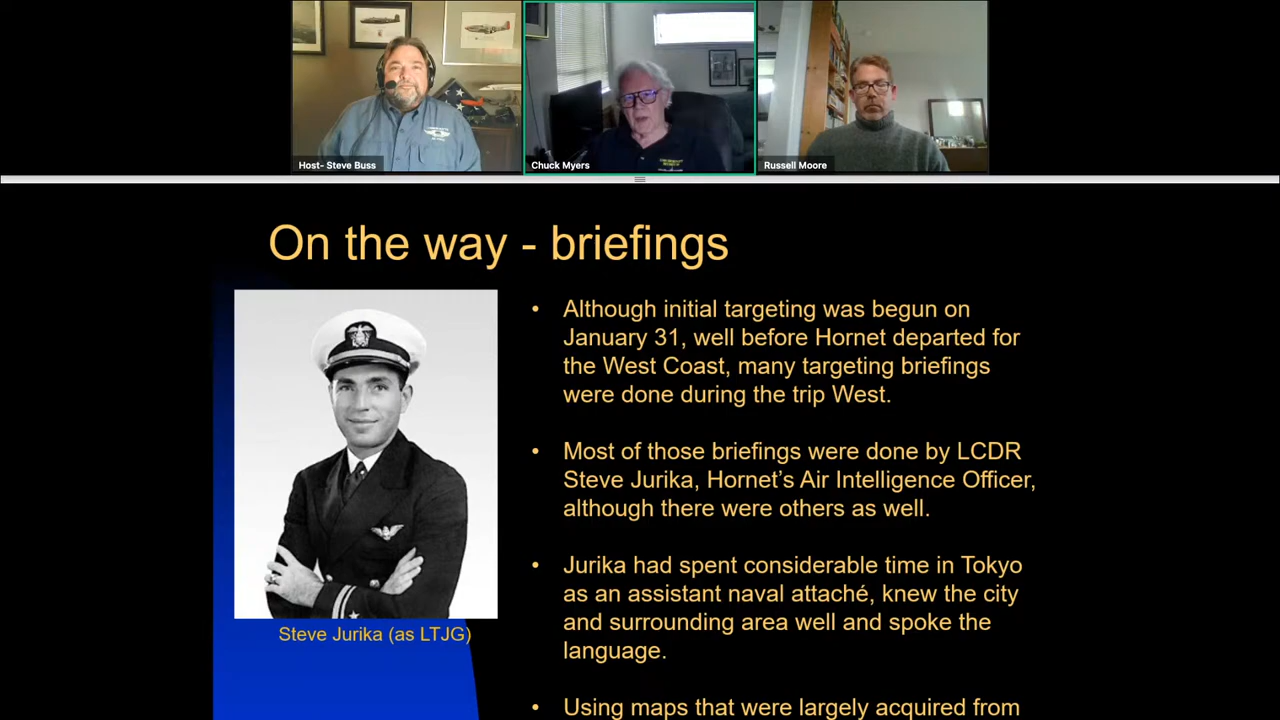 Host- Steve Buss
Chuck Myers
Russell Moore
On the way - briefings
• Although initial targeting was begun on
January 31, well before Hornet departed for
the West Coast, many targeting briefings
were done during the trip West.
• Most of those briefings were done by LCDR
Steve Jurika, Hornet's Air Intelligence Officer,
although there were others as well.
• Jurika had spent considerable time in Tokyo
as an assistant naval attaché, knew the city
and surrounding area well and spoke the
language.
• Using maps that were largely acquired from
Steve Jurika (as LTJG)